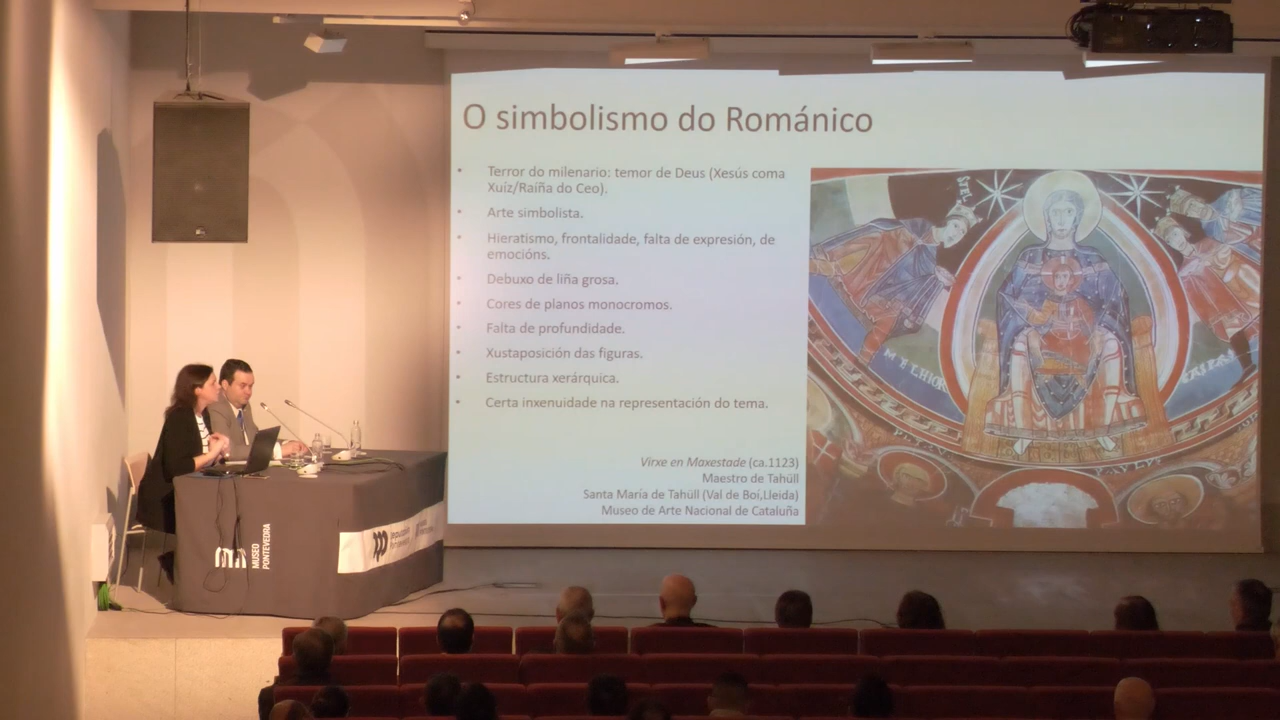 O simbolismo do Románico
• Terror do milenario: temor de Deus (Xesús coma
Xuíz/Raíña do Ceo).
• Arte simbolista.
• Hieratismo, frontalidade, falta de expresión, de
emocións.
• Debuxo de liña grosa.
• Cores de planos monocromos.
• Falta de profundidade.
• Xustaposición das figuras.
• Estructura xerárquica.
• Certa inxenuidade na representación do tema.
Virxe en Maxestade (ca.1123)
Maestro de Tahüll
Santa María de Tahüll (Val de Boí,Lleida)
Museo de Arte Nacional de Cataluña
STEL
MELHIOR
MUSEO
PONTEVEDRA